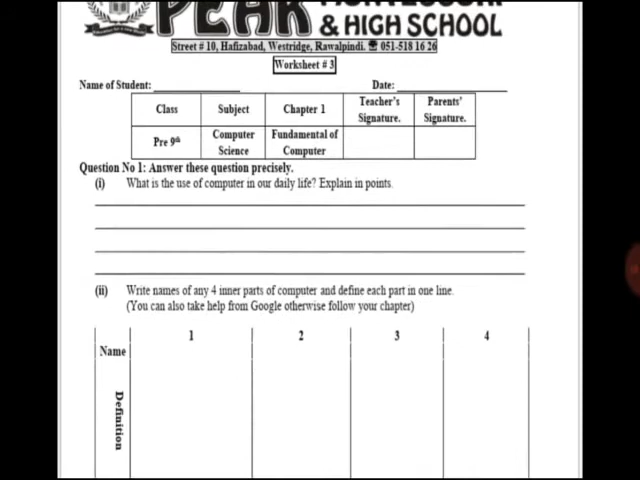 PEAK
& HIGH SCHOOL
Street # 10, Hafizabad, Westridge, Rawalpindi. ☎ 051-518 16 26
Worksheet # 3
Name of Student: ________________ Date: ____________________
Class Subject Chapter 1 Teacher's Signature. Parents' Signature.
Pre 9th Computer Science Fundamental of Computer
Question No 1: Answer these question precisely.
(i) What is the use of computer in our daily life? Explain in points.
(ii) Write names of any 4 inner parts of computer and define each part in one line.
(You can also take help from Google otherwise follow your chapter)
1 2 3 4
Name
Definition